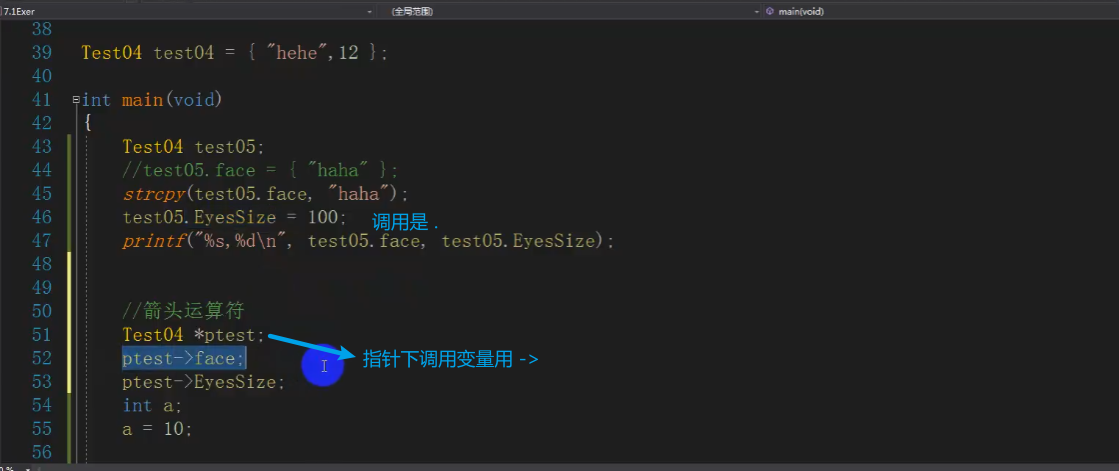 7.1Exer (全局范围) main(void)
38
39 Test04 test04 = { "hehe",12 };
40
41 int main(void)
42 {
43 Test04 test05;
44 //test05.face = { "haha" };
45 strcpy(test05.face, "haha");
46 test05.EyesSize = 100; 调用是 .
47 printf("%s,%d\n", test05.face, test05.EyesSize);
48
49
50 //箭头运算符
51 Test04 *ptest;
52 ptest->face; 指针下调用变量用 ->
53 ptest->EyesSize;
54 int a;
55 a = 10;
56